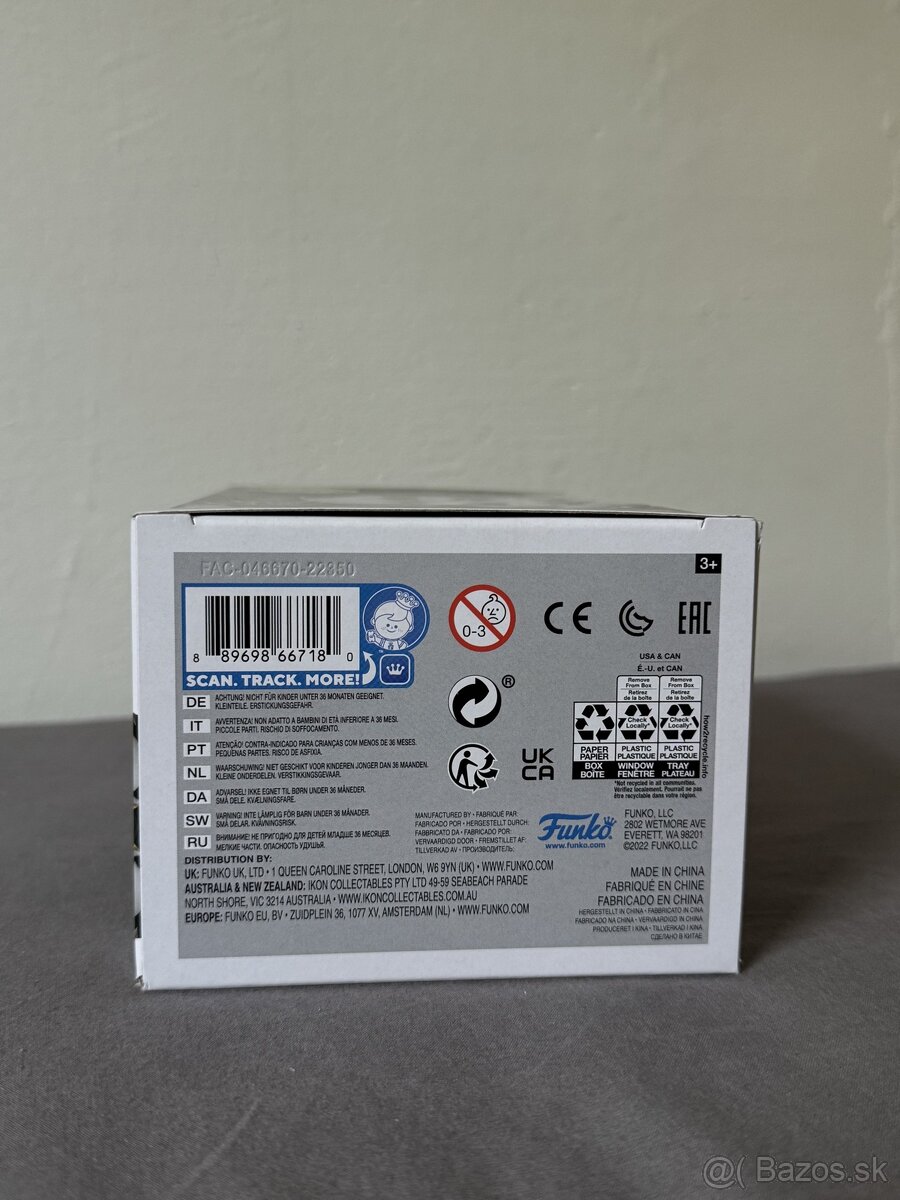 FAC-046670-22350
3+
8 89698 66718 0
SCAN. TRACK. MORE!
0-3
CE
EAC
USA & CAN
É.-U. et CAN
Remove From Box
Retirez de la boîte
Remove From Box
Retirez de la boîte
Check Locally*
Check Locally*
PAPER
PAPIER
BOX
BOÎTE
PLASTIC
PLASTIQUE
WINDOW
FENÊTRE
PLASTIC
PLASTIQUE
TRAY
PLATEAU
how2recycle.info
*Not recycled in all communities.
Vérifiez localement. Pourrait ne pas
être recyclable dans votre région.
®
UK
CA
DE ACHTUNG! NICHT FÜR KINDER UNTER 36 MONATEN GEEIGNET.
KLEINTEILE. ERSTICKUNGSGEFAHR.
IT AVVERTENZA! NON ADATTO A BAMBINI DI ETÀ INFERIORE A 36 MESI.
PICCOLE PARTI. RISCHIO DI SOFFOCAMENTO.
PT ATENÇÃO! CONTRA-INDICADO PARA CRIANÇAS COM MENOS DE 36 MESES.
PEQUENAS PARTES. RISCO DE ASFIXIA.
NL WAARSCHUWING! NIET GESCHIKT VOOR KINDEREN JONGER DAN 36 MAANDEN.
KLEINE ONDERDELEN. VERSTIKKINGSGEVAAR.
DA ADVARSEL! IKKE EGNET TIL BØRN UNDER 36 MÅNEDER.
SMÅ DELE. KVÆLNINGSFARE.
SW VARNING! INTE LÄMPLIG FÖR BARN UNDER 36 MÅNADER.
SMÅ DELAR. KVÄVNINGSRISK.
RU ВНИМАНИЕ! НЕ ПРИГОДНО ДЛЯ ДЕТЕЙ МЛАДШЕ 36 МЕСЯЦЕВ.
МЕЛКИЕ ЧАСТИ. ОПАСНОСТЬ УДУШЬЯ.
MANUFACTURED BY • FABRIQUÉ PAR:
FABRICADO POR • HERGESTELLT DURCH:
FABBRICATO DA • FABRICADO POR:
VERVAARDIGD DOOR • FREMSTILLET AF:
TILLVERKAD AV • ПРОИЗВОДИТЕЛЬ:
Funko
www.funko.com
FUNKO, LLC
2802 WETMORE AVE
EVERETT, WA 98201
©2022 FUNKO, LLC
DISTRIBUTION BY:
UK: FUNKO UK, LTD • 1 QUEEN CAROLINE STREET, LONDON, W6 9YN (UK) • WWW.FUNKO.COM
AUSTRALIA & NEW ZEALAND: IKON COLLECTABLES PTY LTD 49-59 SEABEACH PARADE
NORTH SHORE, VIC 3214 AUSTRALIA • WWW.IKONCOLLECTABLES.COM
EUROPE: FUNKO EU, BV • ZUIDPLEIN 36, 1077 XV, AMSTERDAM (NL) • WWW.FUNKO.COM
MADE IN CHINA
FABRIQUÉ EN CHINE
FABRICADO EN CHINA
HERGESTELLT IN CHINA • FABBRICATO IN CINA
FABRICADO NA CHINA • VERVAARDIGD IN CHINA
PRODUCERET I KINA • TILLVERKAD I KINA
СДЕЛАНО В КИТАЕ
@( Bazos.sk